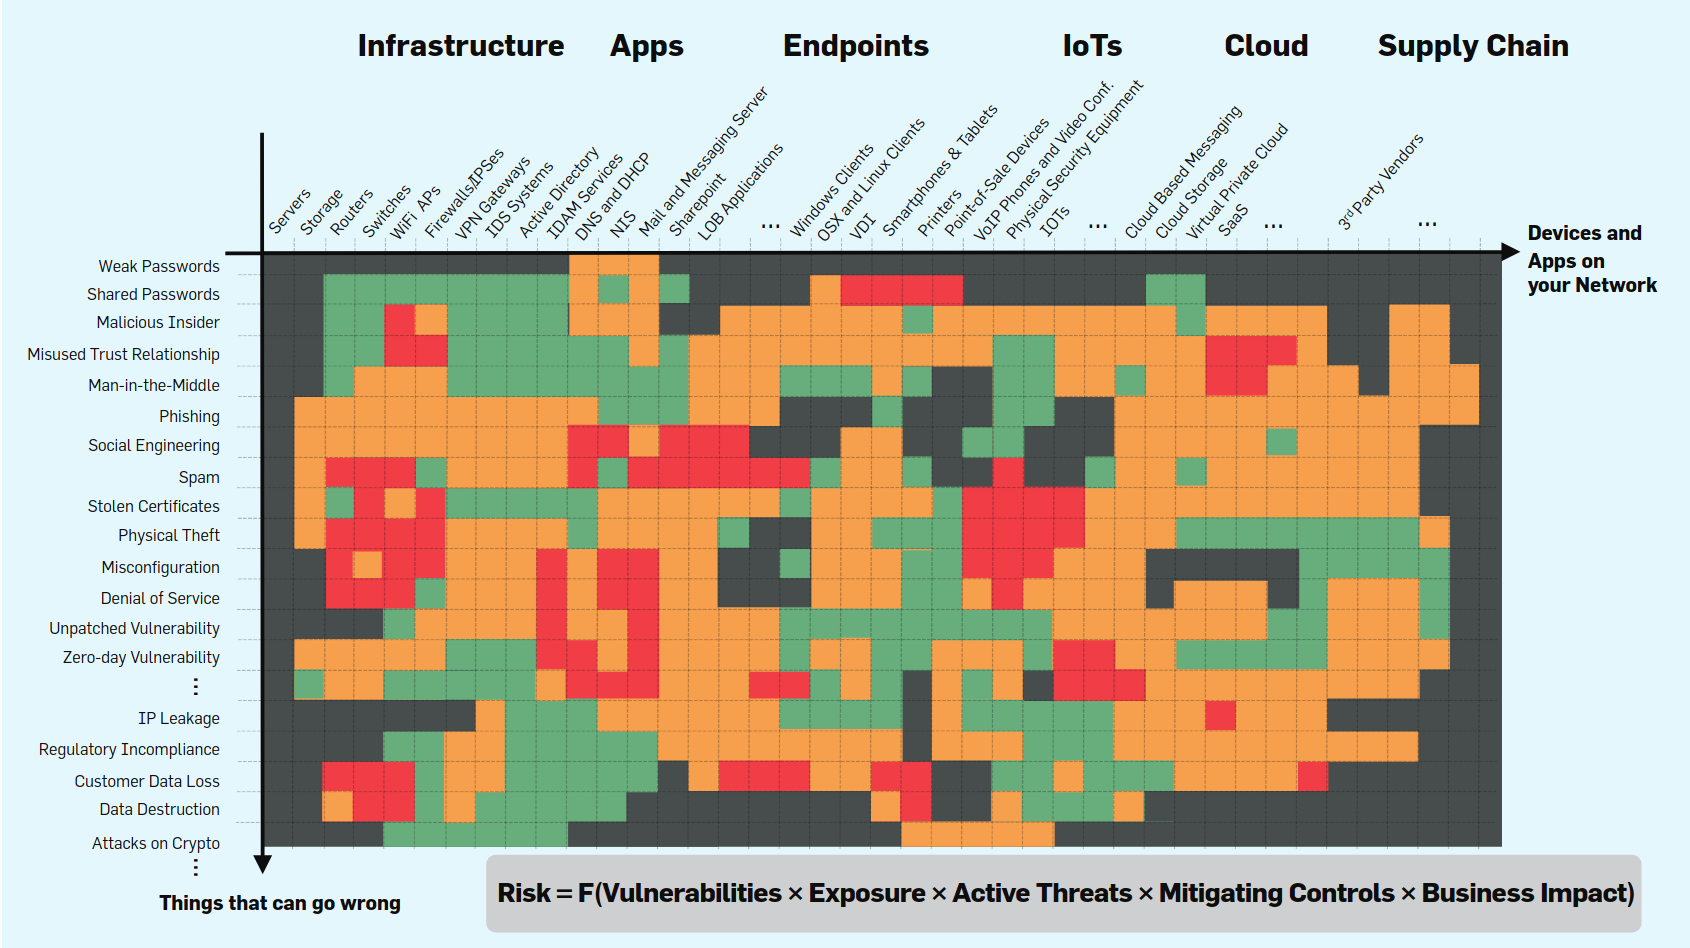 Infrastructure Apps Endpoints IoTs Cloud Supply Chain
Servers
Storage
Routers
Switches
WiFi APs
Firewalls/IPSes
VPN Gateways
IDS Systems
Active Directory
IDAM Services
DNS and DHCP
NIS
Mail and Messaging Server
Sharepoint
LOB Applications
...
Windows Clients
OSX and Linux Clients
VDI
Smartphones & Tablets
Printers
Point-of-Sale Devices
VoIP Phones and Video Conf.
Physical Security Equipment
IOTs
...
Cloud Based Messaging
Cloud Storage
Virtual Private Cloud
SaaS
...
3rd Party Vendors
...
Devices and
Apps on
your Network
Weak Passwords
Shared Passwords
Malicious Insider
Misused Trust Relationship
Man-in-the-Middle
Phishing
Social Engineering
Spam
Stolen Certificates
Physical Theft
Misconfiguration
Denial of Service
Unpatched Vulnerability
Zero-day Vulnerability
...
IP Leakage
Regulatory Incompliance
Customer Data Loss
Data Destruction
Attacks on Crypto
...
Things that can go wrong
Risk = F(Vulnerabilities × Exposure × Active Threats × Mitigating Controls × Business Impact)